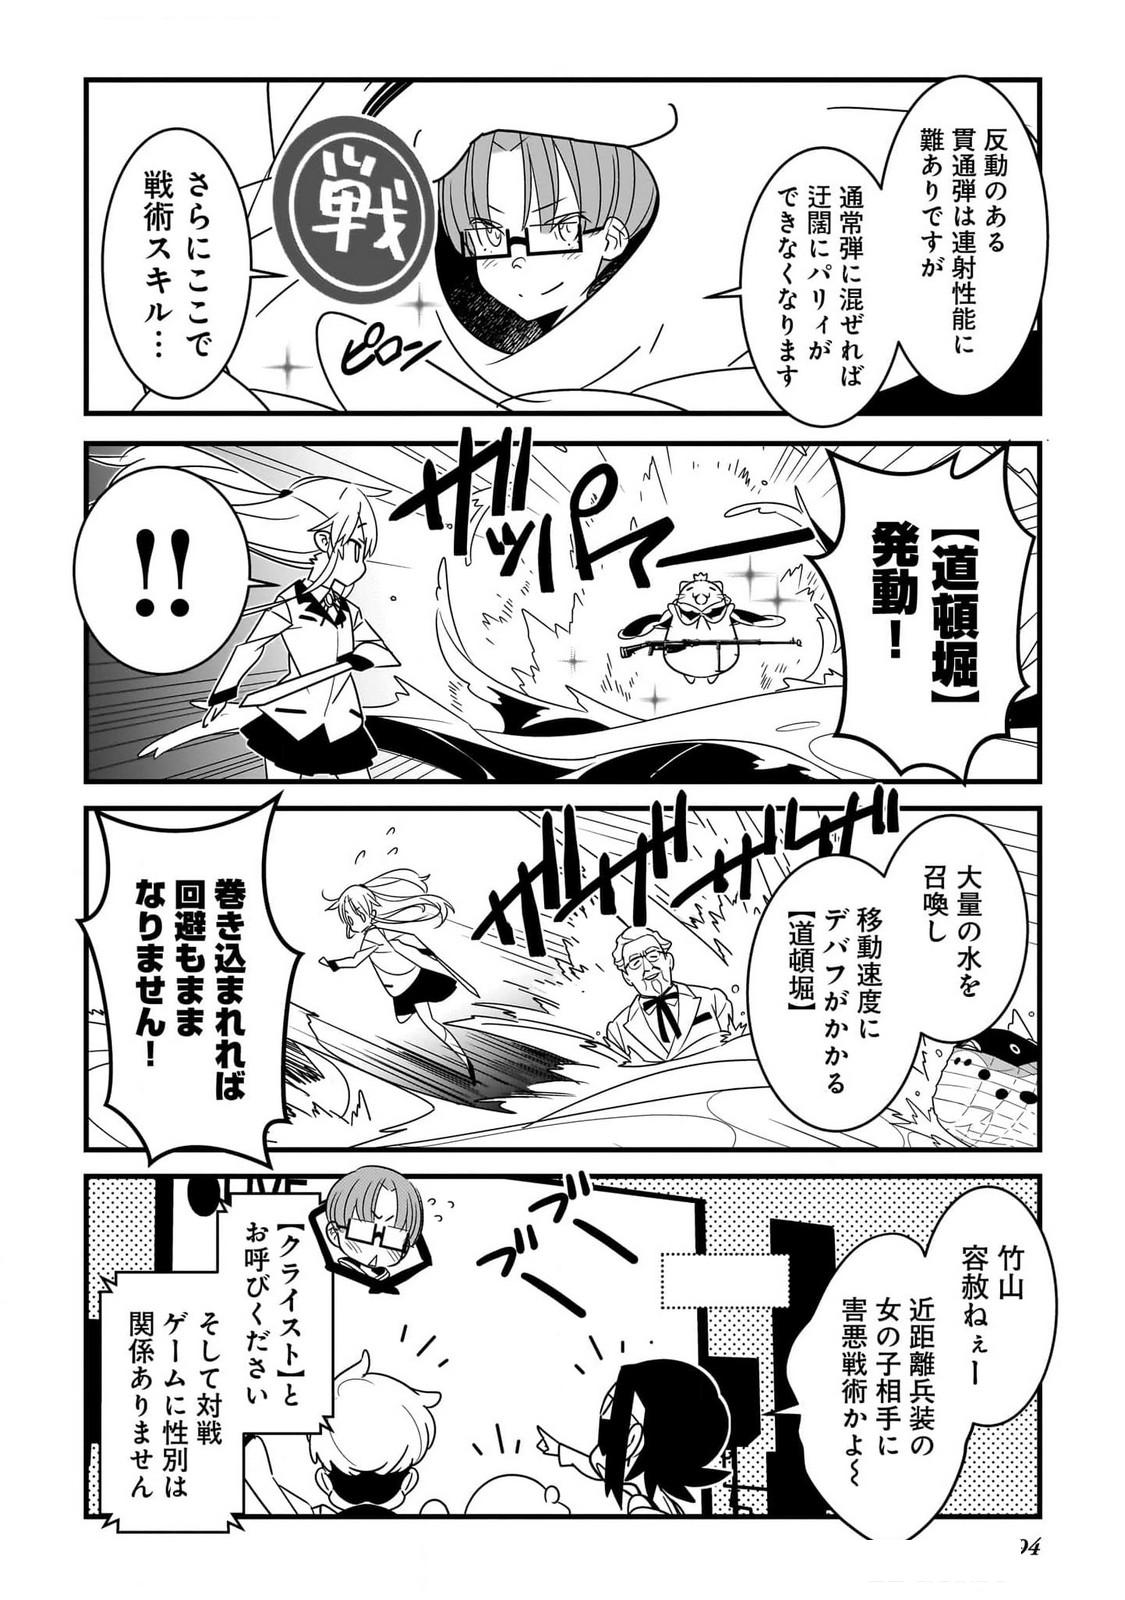 反動のある
貫通弾は連射性能に
難ありですが
通常弾に混ぜれば
迂闊にパリィが
できなくなります
戦
ピロン
さらにここで
戦術スキル…
【道頓堀】
発動！
ザッパーーー
!!
大量の水を
召喚し
移動速度に
デバフがかかる
【道頓堀】
ザザザザザザ
巻き込まれれば
回避もまま
なりません！
竹山
容赦ねぇー
近距離兵装の
女の子相手に
害悪戦術かよ〜
【クライスト】と
お呼びください
そして対戦
ゲームに性別は
関係ありません
94